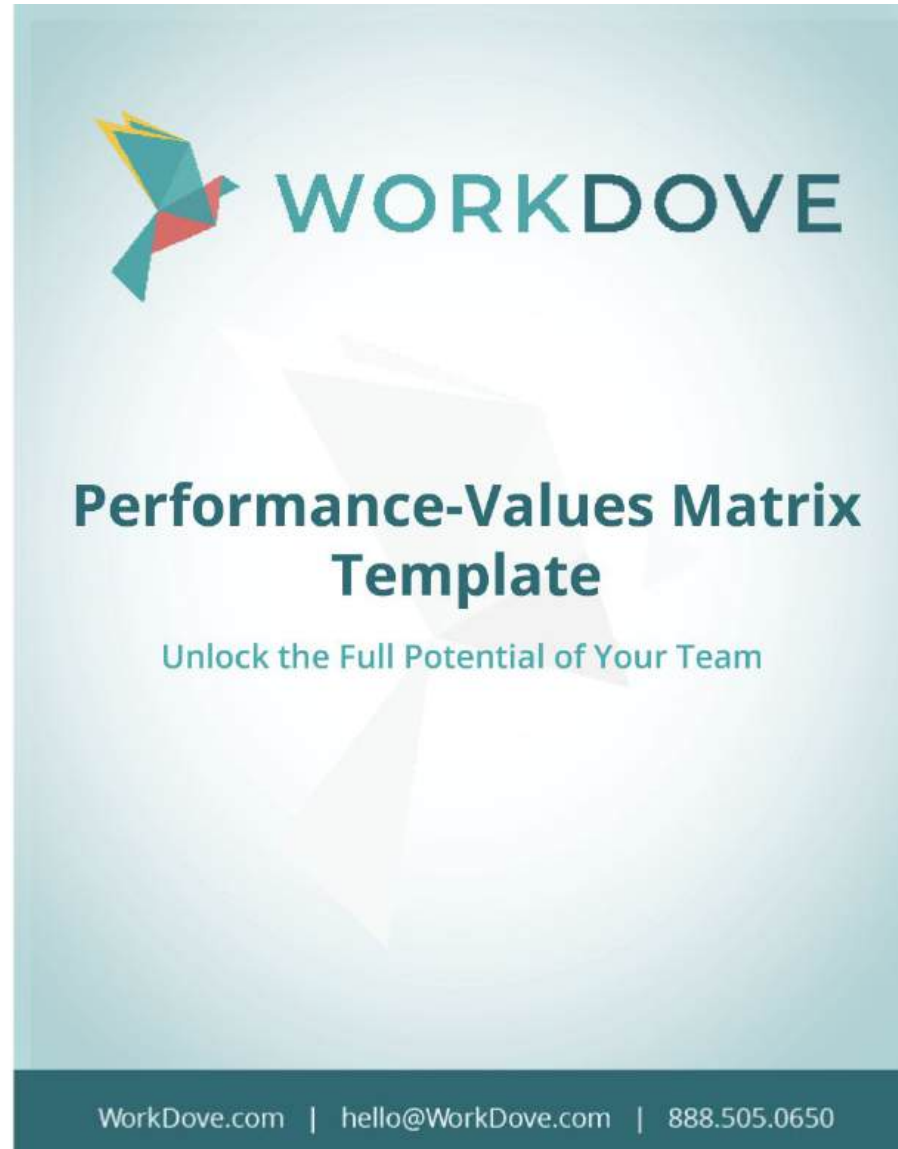 WORKDOVE
Performance-Values Matrix
Template
Unlock the Full Potential of Your Team
WorkDove.com | hello@WorkDove.com | 888.505.0650